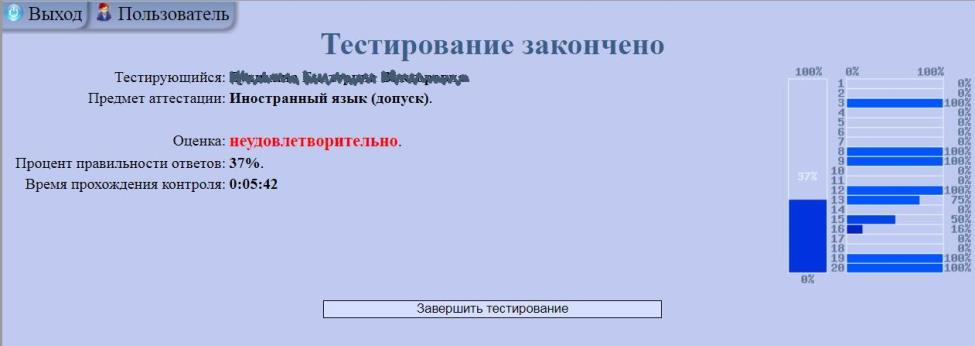 Выход Пользователь
Тестирование закончено
Тестирующийся:
Предмет аттестации: Иностранный язык (допуск).
Оценка: неудовлетворительно.
Процент правильности ответов: 37%.
Время прохождения контроля: 0:05:42
100% 0% 100%
1 0%
2 0%
3 100%
4 0%
5 0%
6 0%
7 0%
8 100%
9 100%
10 0%
37%
11 0%
12 100%
13 75%
14 0%
15 50%
16 16%
17 0%
18 0%
19 100%
20 100%
0%
Завершить тестирование